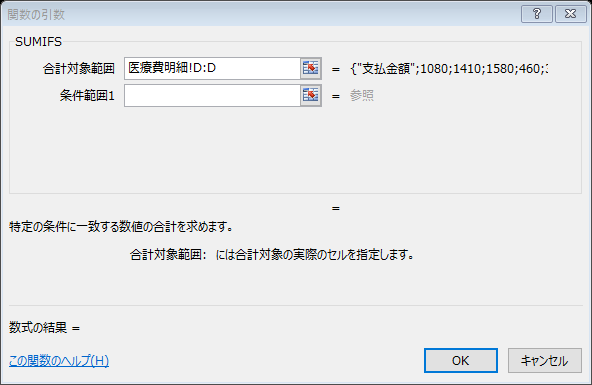 関数の引数
SUMIFS
合計対象範囲 医療費明細!D:D = {"支払金額";1080;1410;1580;460;
条件範囲1 = 参照
=
特定の条件に一致する数値の合計を求めます。
合計対象範囲: には合計対象の実際のセルを指定します。
数式の結果 =
この関数のヘルプ(H) OK キャンセル